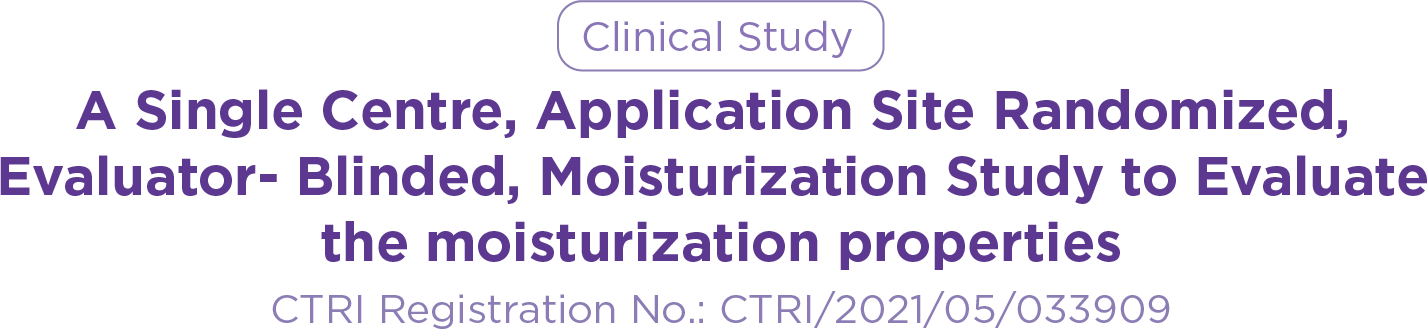 Clinical Study
A Single Centre, Application Site Randomized,
Evaluator- Blinded, Moisturization Study to Evaluate
the moisturization properties
CTRI Registration No.: CTRI/2021/05/033909